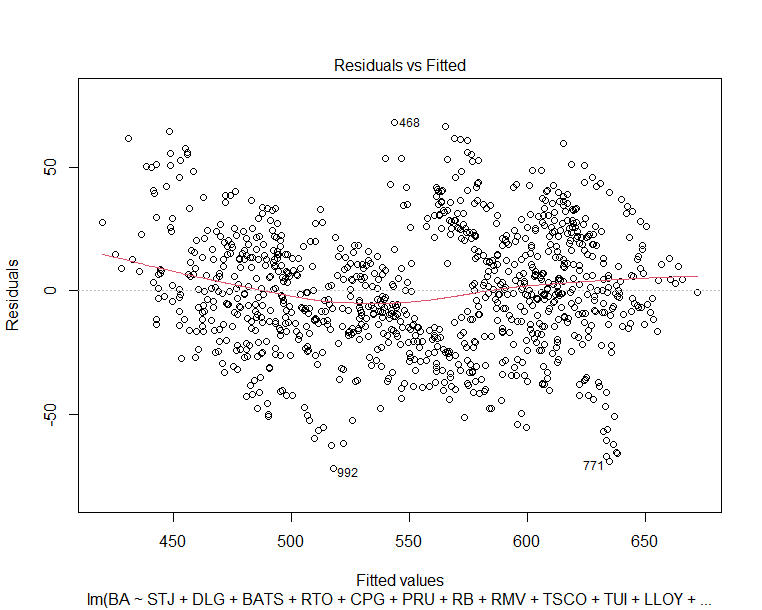 Residuals vs Fitted
Residuals
50
0
-50
468
992
771
450 500 550 600 650
Fitted values
lm(BA ~ STJ + DLG + BATS + RTO + CPG + PRU + RB + RMV + TSCO + TUI + LLOY + ...